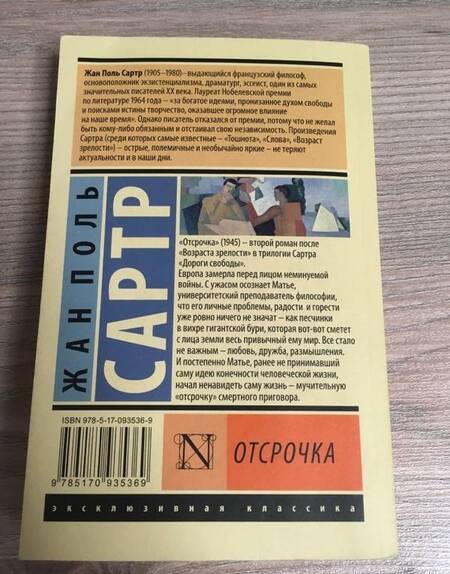 Жан Поль Сартр (1905–1980)–выдающийся французский философ,
основоположник экзистенциализма, драматург, эссеист, один из самых
значительных писателей XX века. Лауреат Нобелевской премии
по литературе 1964 года – «за богатое идеями, пронизанное духом свободы
и поисками истины творчество, оказавшее огромное влияние
на наше время». Однако писатель отказался от премии, потому что не желал
быть кому-либо обязанным и отстаивал свою независимость. Произведения
Сартра (среди которых самые известные – «Тошнота», «Слова», «Возраст
зрелости») – острые, полемичные и необычайно яркие – не теряют
актуальности и в наши дни.
ЖАН ПОЛЬ
САРТР
«Отсрочка» (1945) – второй роман после
«Возраста зрелости» в трилогии Сартра
«Дороги свободы».
Европа замерла перед лицом неминуемой
войны. С ужасом осознает Матье,
университетский преподаватель философии,
что его личные проблемы, радости и горести
уже ровно ничего не значат – как песчинки
в вихре гигантской бури, которая вот-вот сметет
с лица земли весь привычный ему мир. Все стало
не важным – любовь, дружба, размышления.
И постепенно Матье, ранее не принимавший
саму идею конечности человеческой жизни,
начал ненавидеть саму жизнь – мучительную
«отсрочку» смертного приговора.
ISBN 978-5-17-093536-9
9 785170 935369
N
ОТСРОЧКА
эксклюзивная классика